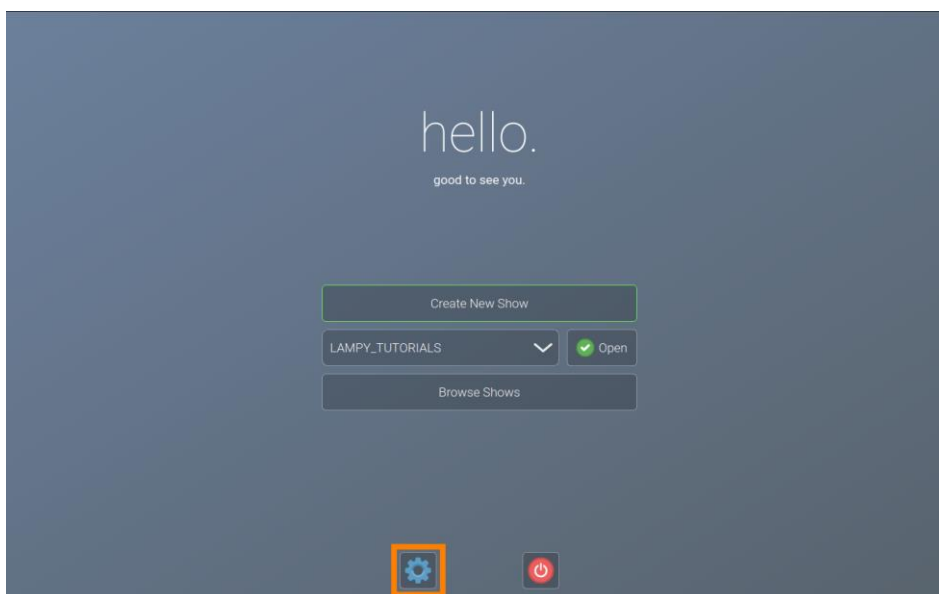 hello.
good to see you.
Create New Show
LAMPY_TUTORIALS
Open
Browse Shows